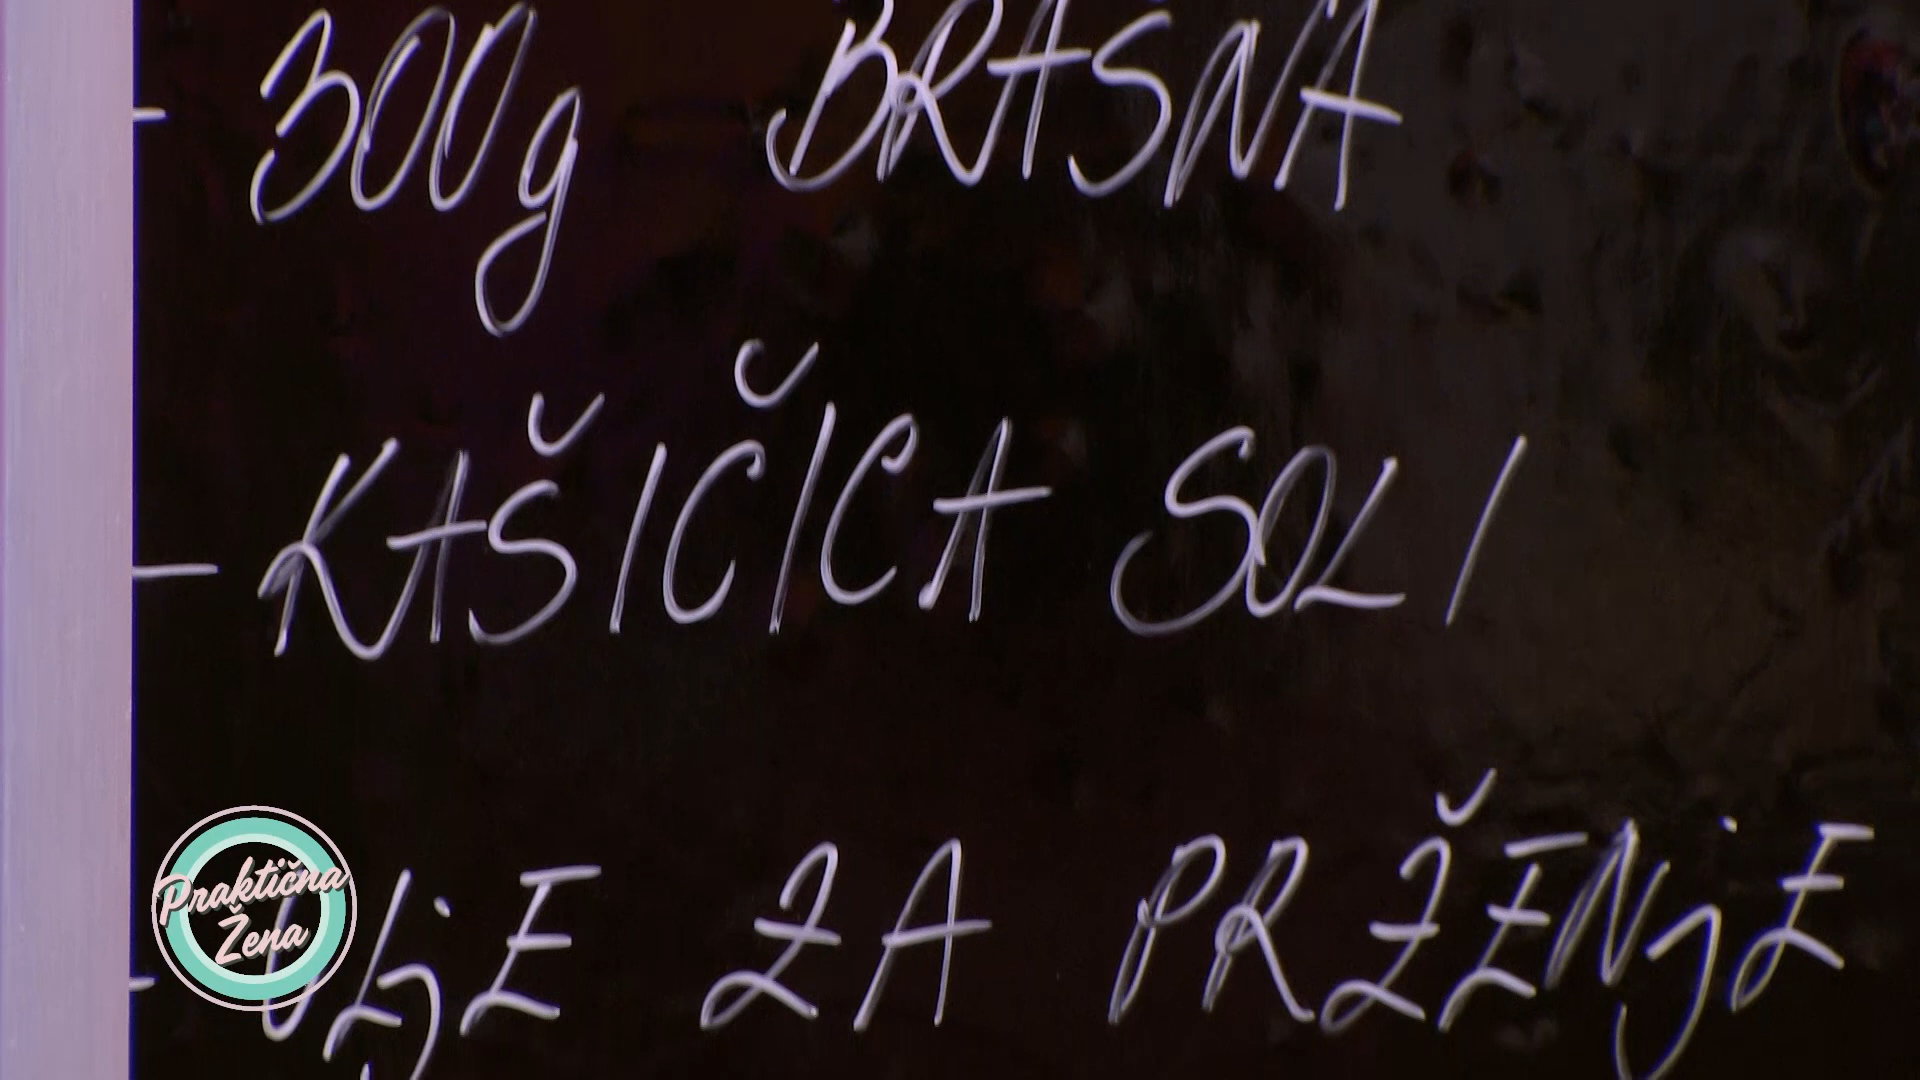 - 300g BRAŠNA
- KAŠIČICA SOLI
- ULjE ZA PRŽENjE
Praktična
Žena